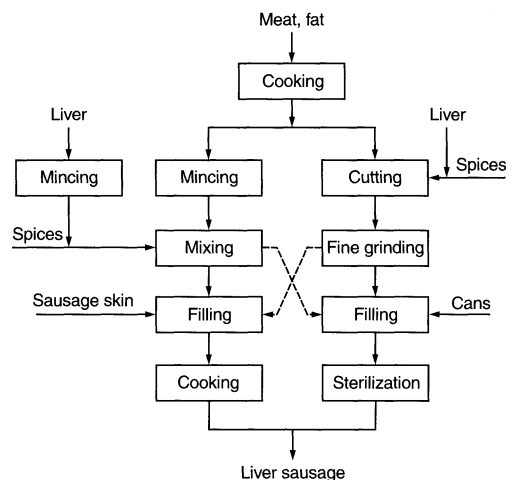 Meat, fat
Cooking
Liver
Liver
Mincing
Mincing
Cutting
Spices
Spices
Mixing
Fine grinding
Sausage skin
Filling
Filling
Cans
Cooking
Sterilization
Liver sausage